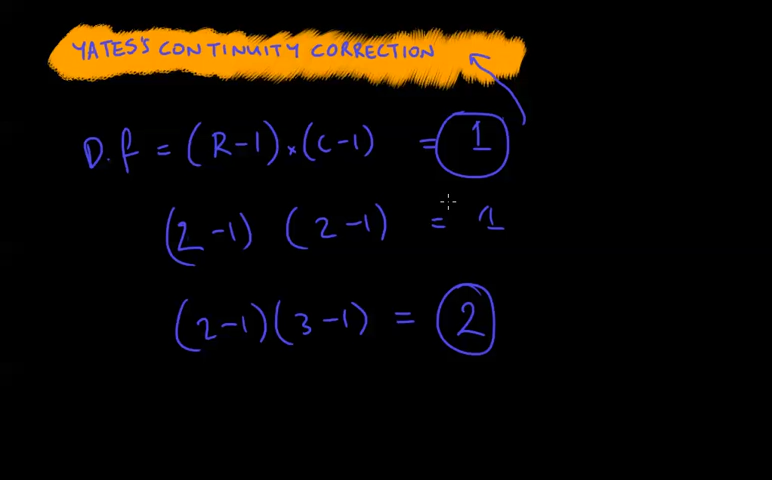 YATES'S CONTINUITY CORRECTION
D.f = (R-1)×(C-1) = 1
(2-1) (2-1) = 1
(2-1)(3-1) = 2